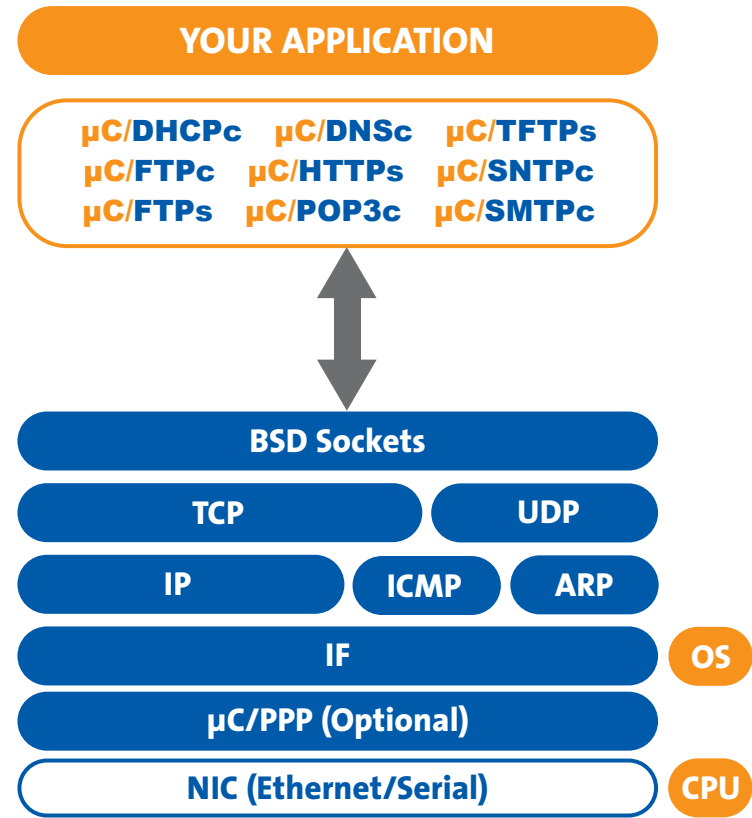 YOUR APPLICATION
µC/DHCPc µC/DNSc µC/TFTPs
µC/FTPc µC/HTTPs µC/SNTPc
µC/FTPs µC/POP3c µC/SMTPc
BSD Sockets
TCP UDP
IP ICMP ARP
IF OS
µC/PPP (Optional)
NIC (Ethernet/Serial) CPU